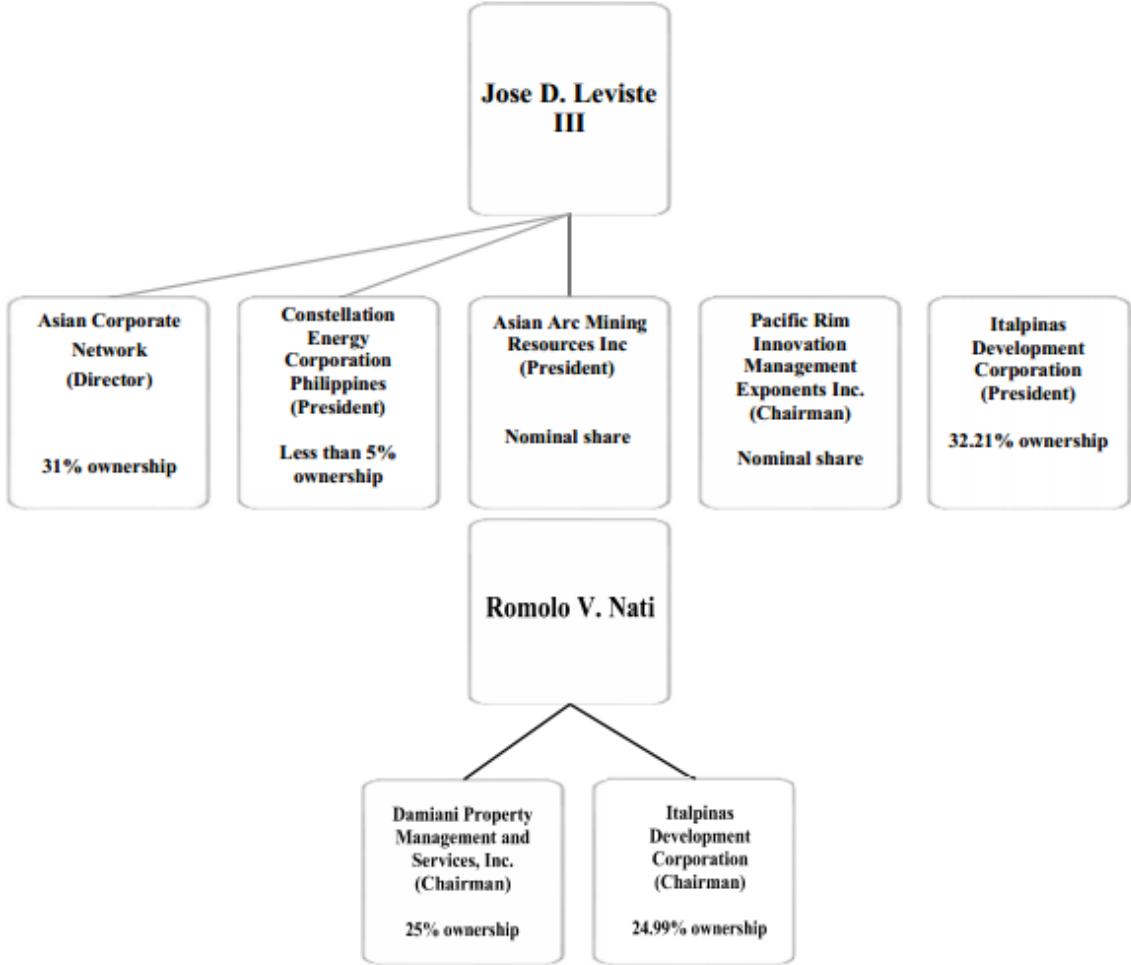 Jose D. Leviste
III
Asian Corporate
Network
(Director)
31% ownership
Constellation
Energy
Corporation
Philippines
(President)
Less than 5%
ownership
Asian Arc Mining
Resources Inc
(President)
Nominal share
Pacific Rim
Innovation
Management
Exponents Inc.
(Chairman)
Nominal share
Italpinas
Development
Corporation
(President)
32.21% ownership
Romolo V. Nati
Damiani Property
Management and
Services, Inc.
(Chairman)
25% ownership
Italpinas
Development
Corporation
(Chairman)
24.99% ownership